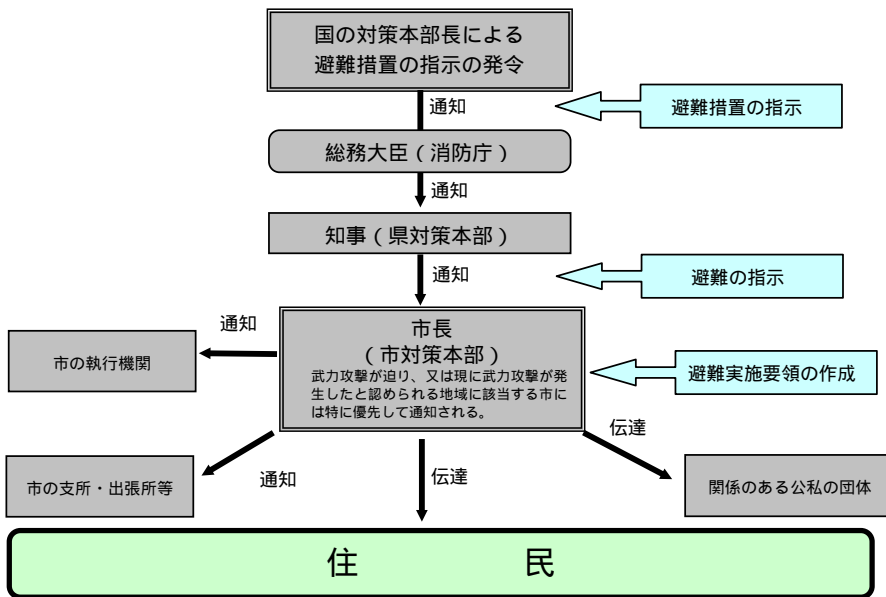 国の対策本部長による
避難措置の指示の発令
通知
避難措置の指示
総務大臣（消防庁）
通知
知事（県対策本部）
通知
避難の指示
市長
（市対策本部）
武力攻撃が迫り、又は現に武力攻撃が発
生したと認められる地域に該当する市に
は特に優先して通知される。
通知
市の執行機関
避難実施要領の作成
伝達
市の支所・出張所等
通知
伝達
関係のある公私の団体
住　　　民